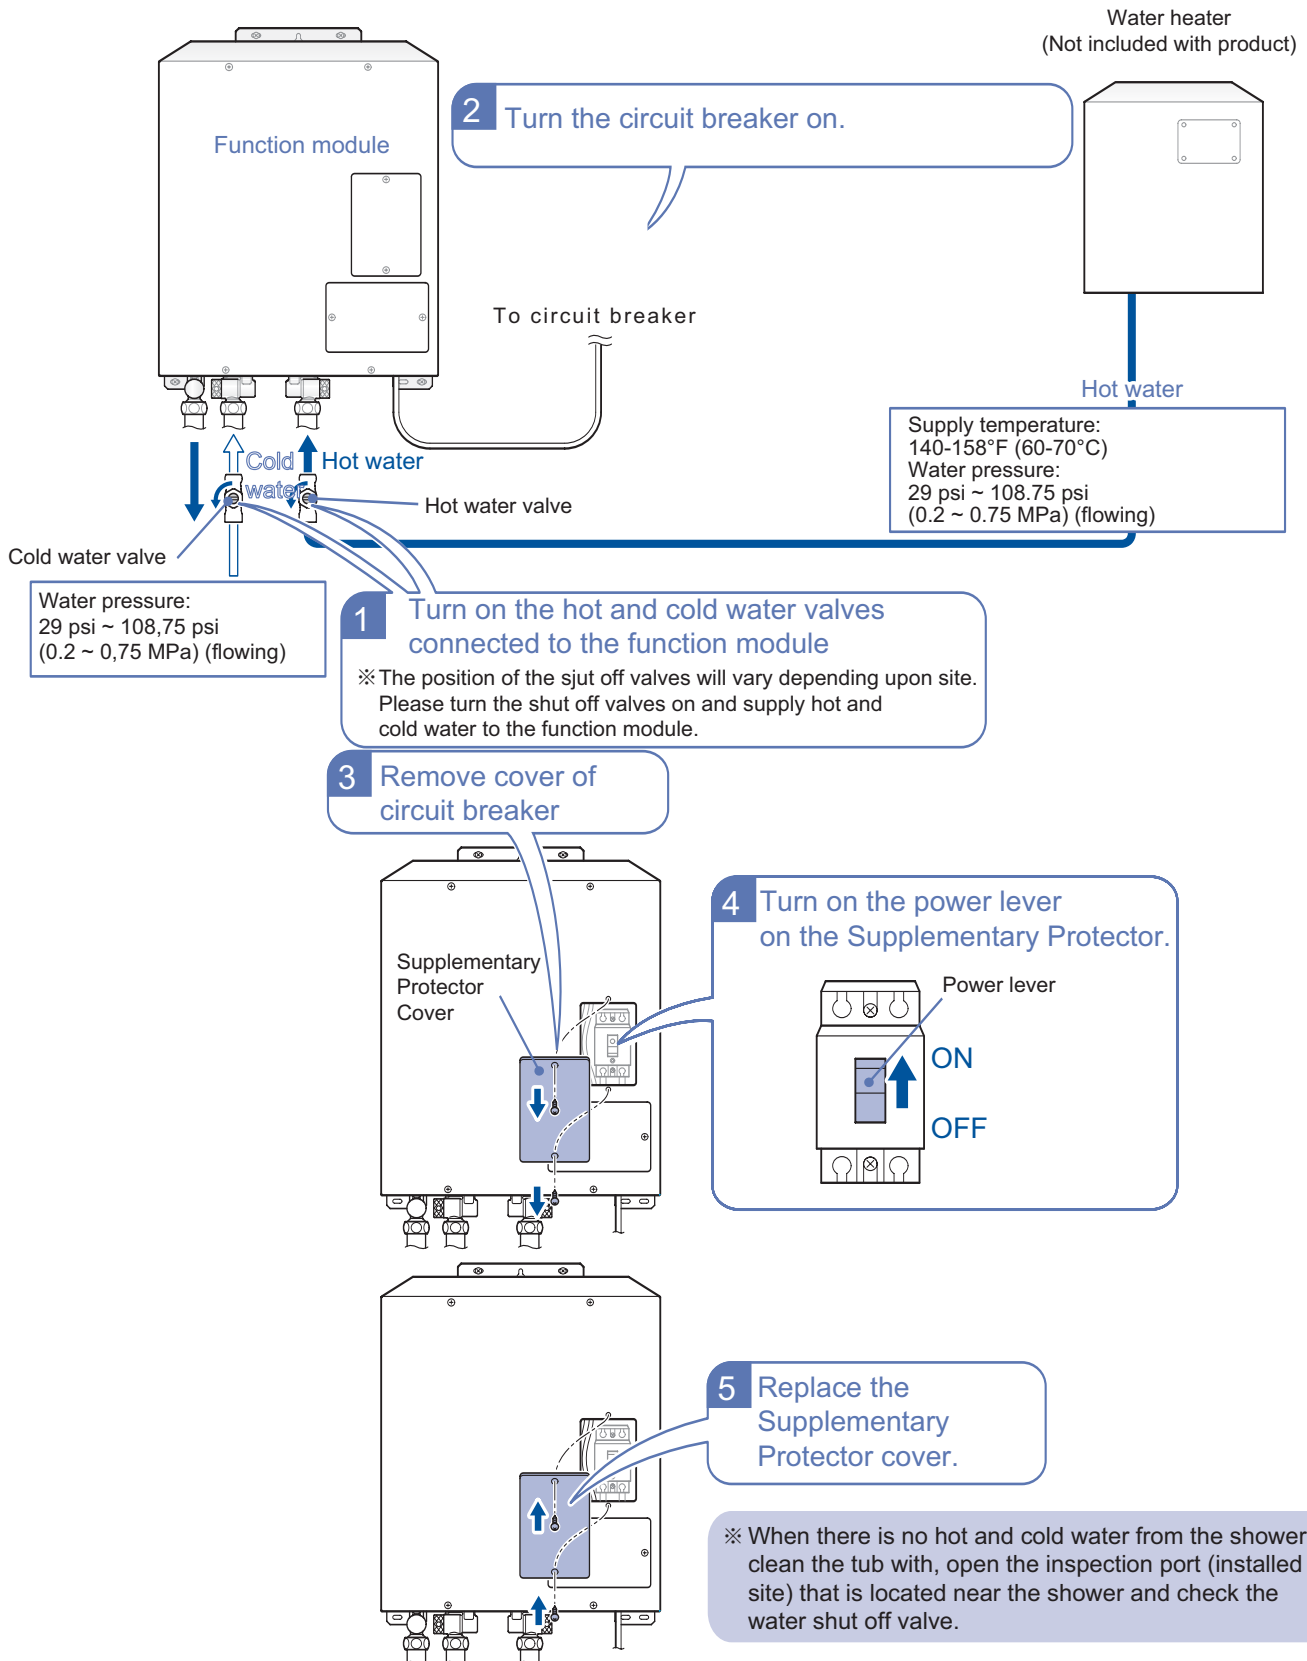 Water heater
(Not included with product)
2 Turn the circuit breaker on.
Function module
To circuit breaker
Hot water
Supply temperature:
140-158°F (60-70°C)
Water pressure:
29 psi ~ 108.75 psi
(0.2 ~ 0.75 MPa) (flowing)
Cold
water
Hot water
Hot water valve
Cold water valve
Water pressure:
29 psi ~ 108,75 psi
(0.2 ~ 0,75 MPa) (flowing)
1 Turn on the hot and cold water valves
connected to the function module
※ The position of the sjut off valves will vary depending upon site.
Please turn the shut off valves on and supply hot and
cold water to the function module.
3 Remove cover of
circuit breaker
Supplementary
Protector
Cover
4 Turn on the power lever
on the Supplementary Protector.
Power lever
ON
OFF
5 Replace the
Supplementary
Protector cover.
※ When there is no hot and cold water from the shower
clean the tub with, open the inspection port (installed
site) that is located near the shower and check the
water shut off valve.